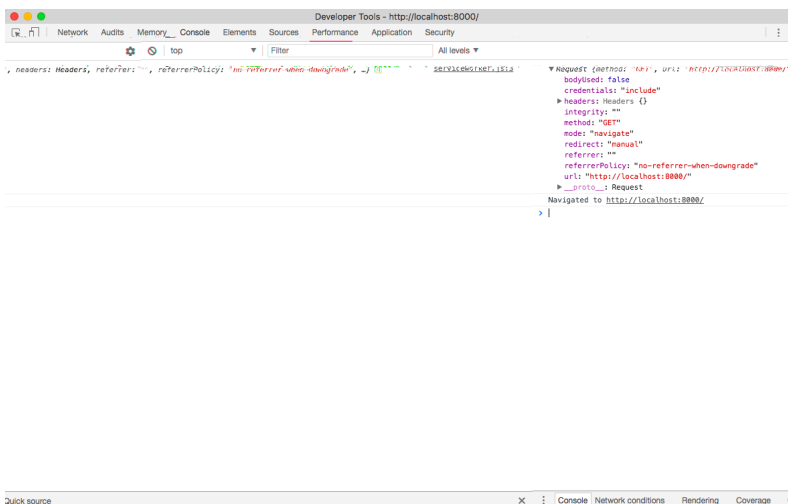 Developer Tools - http://localhost:8000/
Network Audits Memory Console Elements Sources Performance Application Security
top Filter All levels ▼
, headers: Headers, referrer: "", referrerPolicy: "no-referrer-when-downgrade", …} serviceWorker.js:3
▼Request {method: "GET", url: "http://localhost:8000/"
bodyUsed: false
credentials: "include"
▶headers: Headers {}
integrity: ""
method: "GET"
mode: "navigate"
redirect: "manual"
referrer: ""
referrerPolicy: "no-referrer-when-downgrade"
url: "http://localhost:8000/"
▶__proto__: Request
Navigated to http://localhost:8000/
>
Quick source Console Network conditions Rendering Coverage